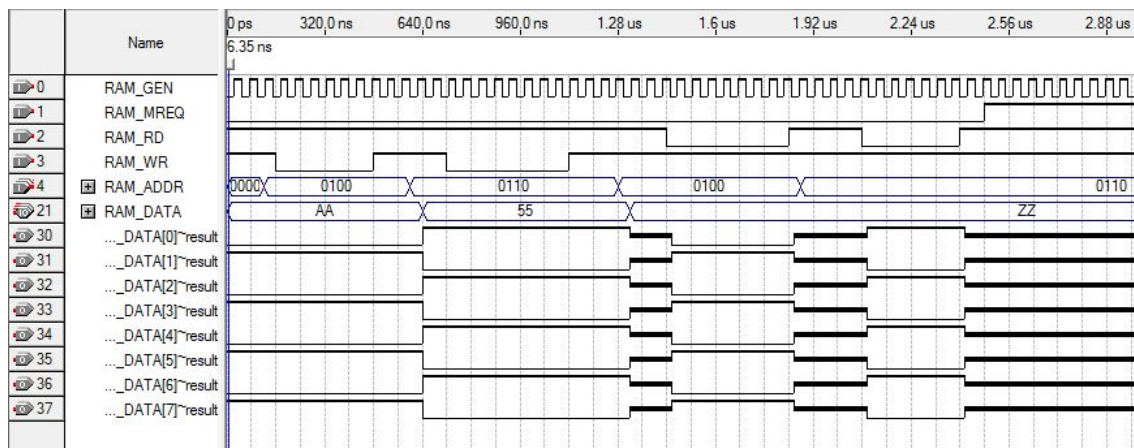 Name
0 ps 320,0 ns 640,0 ns 960,0 ns 1.28 us 1.6 us 1.92 us 2.24 us 2.56 us 2.88 us
6.35 ns
0 RAM_GEN
1 RAM_MREQ
2 RAM_RD
3 RAM_WR
4 RAM_ADDR 0000 0100 0110 0100 0110
21 RAM_DATA AA 55 ZZ
30 ..._DATA[0]~result
31 ..._DATA[1]~result
32 ..._DATA[2]~result
33 ..._DATA[3]~result
34 ..._DATA[4]~result
35 ..._DATA[5]~result
36 ..._DATA[6]~result
37 ..._DATA[7]~result